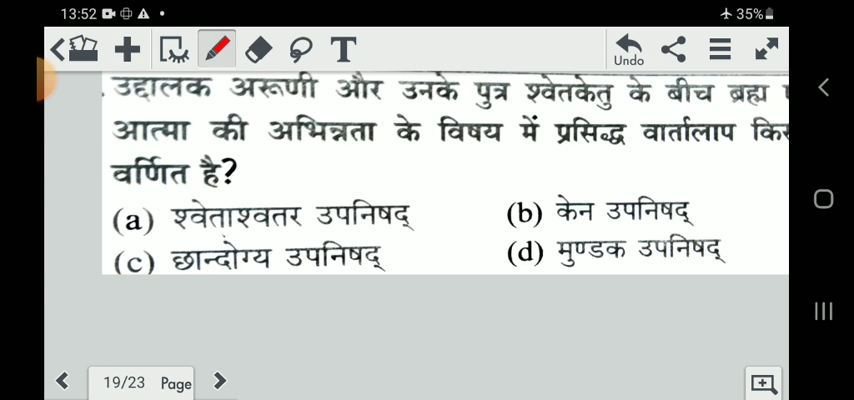 13:52
35%
T
Undo
उद्दालक अरूणी और उनके पुत्र श्वेतकेतु के बीच ब्रह्म
आत्मा की अभिन्नता के विषय में प्रसिद्ध वार्तालाप
वर्णित है?
(a) श्वेताश्वतर उपनिषद् (b) केन उपनिषद्
(c) छान्दोग्य उपनिषद् (d) मुण्डक उपनिषद्
19/23 Page